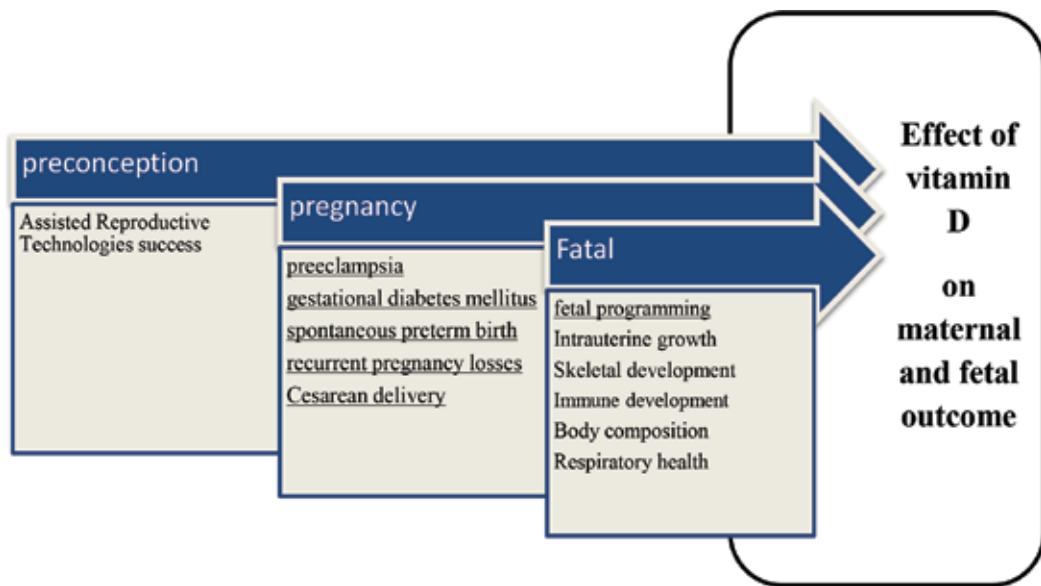 preconception
Assisted Reproductive
Technologies success
pregnancy
preeclampsia
gestational diabetes mellitus
spontaneous preterm birth
recurrent pregnancy losses
Cesarean delivery
Fatal
fetal programming
Intrauterine growth
Skeletal development
Immune development
Body composition
Respiratory health
Effect of
vitamin
D
on
maternal
and fetal
outcome